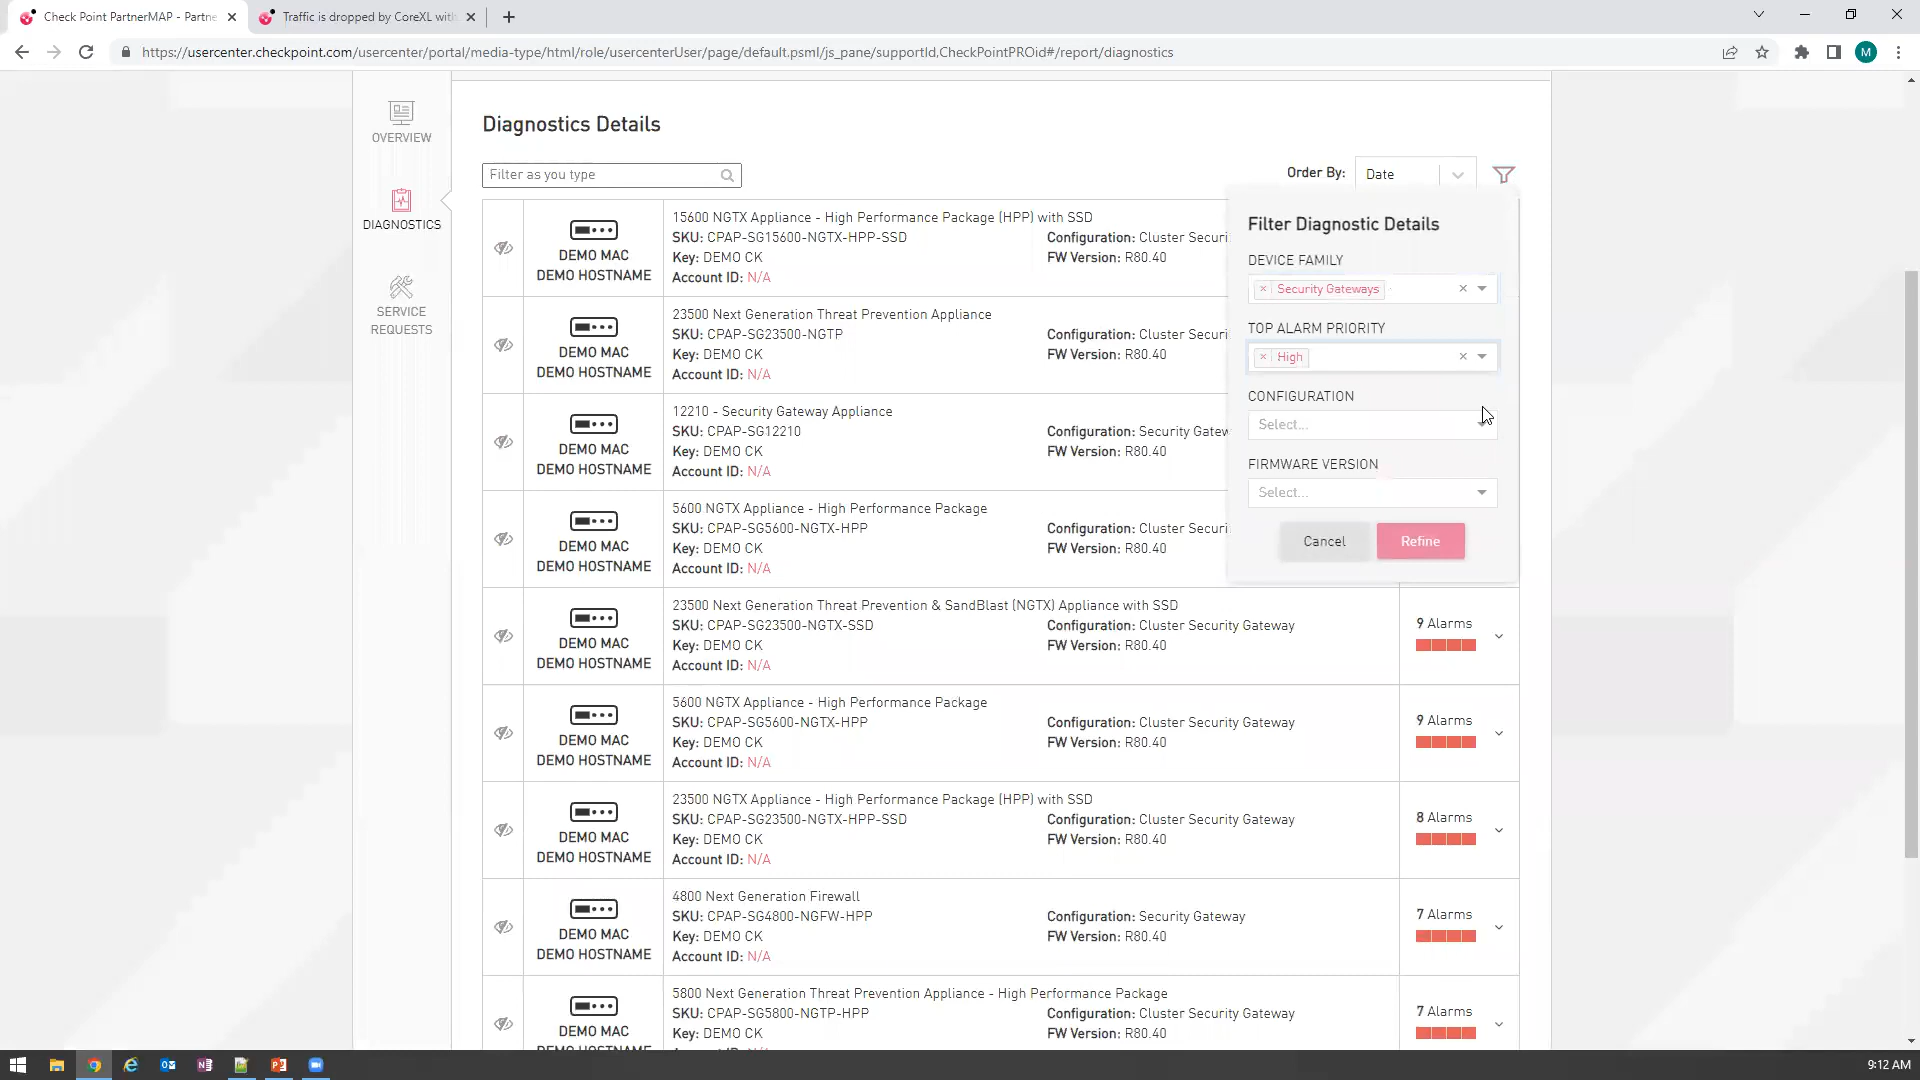 Check Point PartnerMAP - Partne
Traffic is dropped by CoreXL with
https://usercenter.checkpoint.com/usercenter/portal/media-type/html/role/usercenterUser/page/default.psml/js_pane/supportId,CheckPointPROid#/report/diagnostics
M
OVERVIEW
DIAGNOSTICS
SERVICE
REQUESTS
Diagnostics Details
Filter as you type
Order By:
Date
DEMO MAC
DEMO HOSTNAME
15600 NGTX Appliance - High Performance Package (HPP) with SSD
SKU: CPAP-SG15600-NGTX-HPP-SSD
Configuration: Cluster Securi
Key: DEMO CK
FW Version: R80.40
Account ID: N/A
DEMO MAC
DEMO HOSTNAME
23500 Next Generation Threat Prevention Appliance
SKU: CPAP-SG23500-NGTP
Configuration: Cluster Securi
Key: DEMO CK
FW Version: R80.40
Account ID: N/A
DEMO MAC
DEMO HOSTNAME
12210 - Security Gateway Appliance
SKU: CPAP-SG12210
Configuration: Security Gatew
Key: DEMO CK
FW Version: R80.40
Account ID: N/A
DEMO MAC
DEMO HOSTNAME
5600 NGTX Appliance - High Performance Package
SKU: CPAP-SG5600-NGTX-HPP
Configuration: Cluster Securi
Key: DEMO CK
FW Version: R80.40
Account ID: N/A
Filter Diagnostic Details
DEVICE FAMILY
× Security Gateways
TOP ALARM PRIORITY
× High
CONFIGURATION
Select...
FIRMWARE VERSION
Select...
Cancel
Refine
DEMO MAC
DEMO HOSTNAME
23500 Next Generation Threat Prevention & SandBlast (NGTX) Appliance with SSD
SKU: CPAP-SG23500-NGTX-SSD
Configuration: Cluster Security Gateway
Key: DEMO CK
FW Version: R80.40
Account ID: N/A
9 Alarms
DEMO MAC
DEMO HOSTNAME
5600 NGTX Appliance - High Performance Package
SKU: CPAP-SG5600-NGTX-HPP
Configuration: Cluster Security Gateway
Key: DEMO CK
FW Version: R80.40
Account ID: N/A
9 Alarms
DEMO MAC
DEMO HOSTNAME
23500 NGTX Appliance - High Performance Package (HPP) with SSD
SKU: CPAP-SG23500-NGTX-HPP-SSD
Configuration: Cluster Security Gateway
Key: DEMO CK
FW Version: R80.40
Account ID: N/A
8 Alarms
DEMO MAC
DEMO HOSTNAME
4800 Next Generation Firewall
SKU: CPAP-SG4800-NGFW-HPP
Configuration: Security Gateway
Key: DEMO CK
FW Version: R80.40
Account ID: N/A
7 Alarms
DEMO MAC
DEMO HOSTNAME
5800 Next Generation Threat Prevention Appliance - High Performance Package
SKU: CPAP-SG5800-NGTP-HPP
Configuration: Cluster Security Gateway
Key: DEMO CK
FW Version: R80.40
7 Alarms
9:12 AM